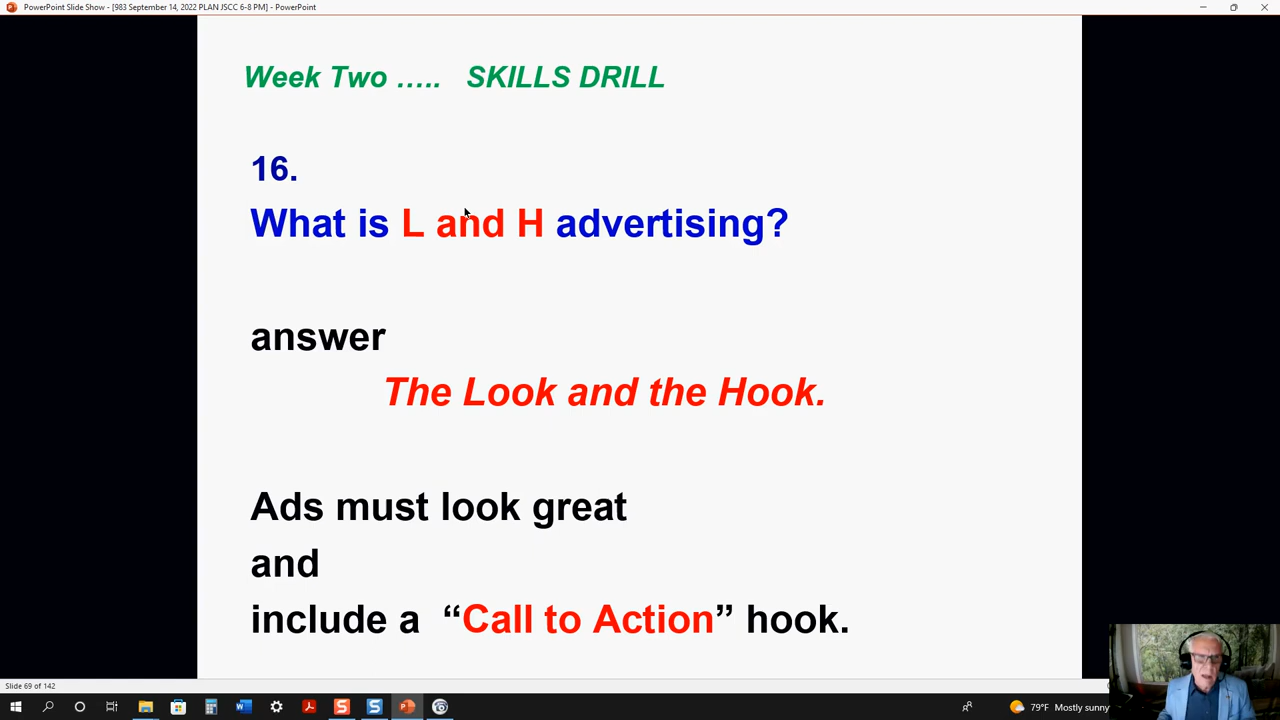 PowerPoint Slide Show - [983 September 14, 2022 PLAN JSCC 6-8 PM] - PowerPoint
Week Two ….. SKILLS DRILL
16.
What is L and H advertising?
answer
The Look and the Hook.
Ads must look great
and
include a “Call to Action” hook.
Slide 69 of 142
79°F Mostly sunny